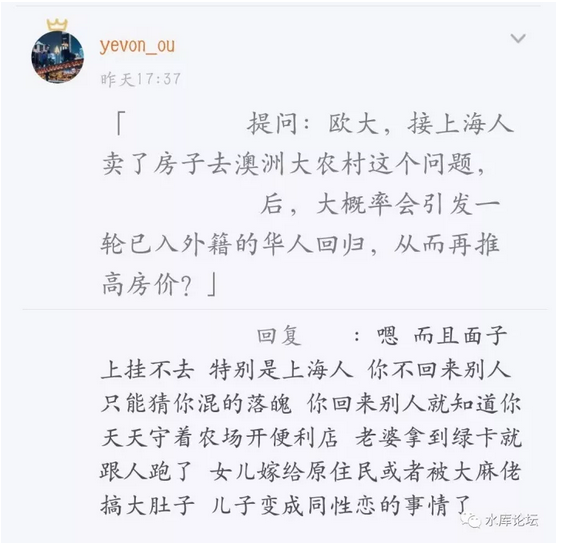 yevon_ou
昨天17:37
「 提问：欧大，接上海人
卖了房子去澳洲大农村这个问题，
后，大概率会引发一
轮已入外籍的华人回归，从而再推
高房价？」
回复 ：嗯 而且面子
上挂不去 特别是上海人 你不回来别人
只能猜你混的落魄 你回来别人就知道你
天天守着农场开便利店 老婆拿到绿卡就
跟人跑了 女儿嫁给原住民或者被大麻佬
搞大肚子 儿子变成同性恋的事情了
水库论坛